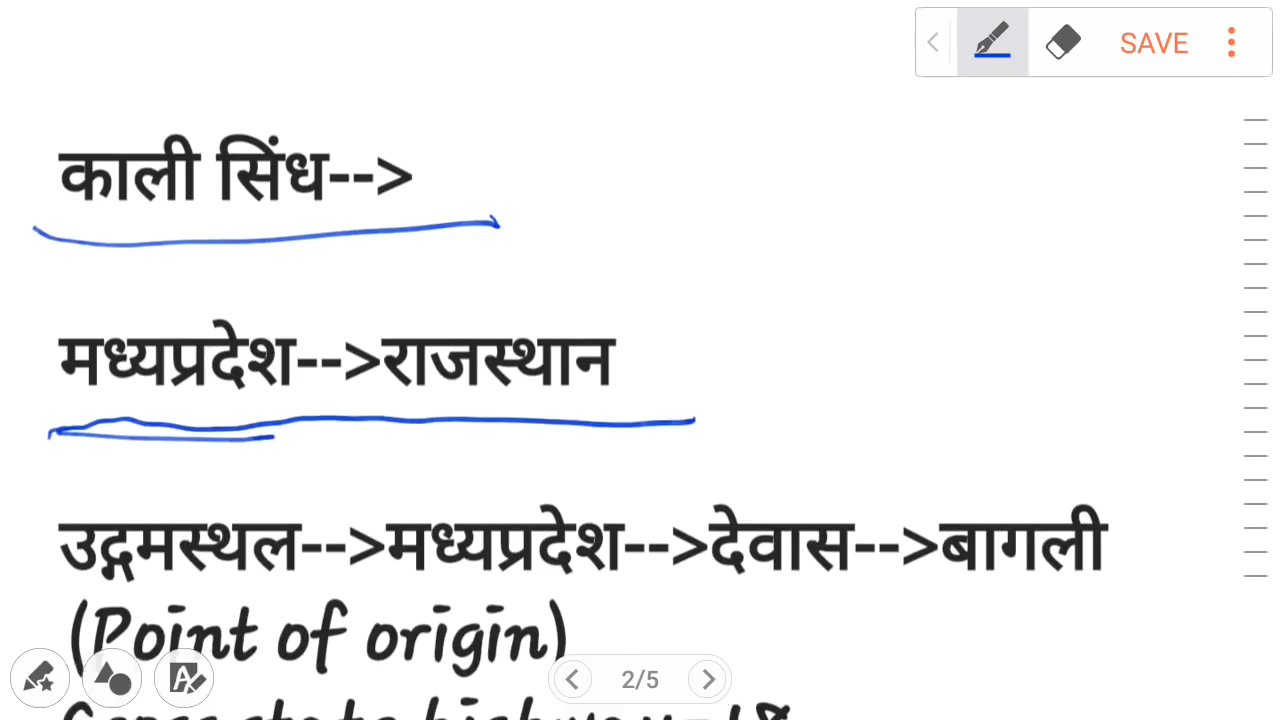 SAVE
काली सिंध-->
मध्यप्रदेश-->राजस्थान
उद्गमस्थल-->मध्यप्रदेश-->देवास-->बागली
(Point of origin)
2/5